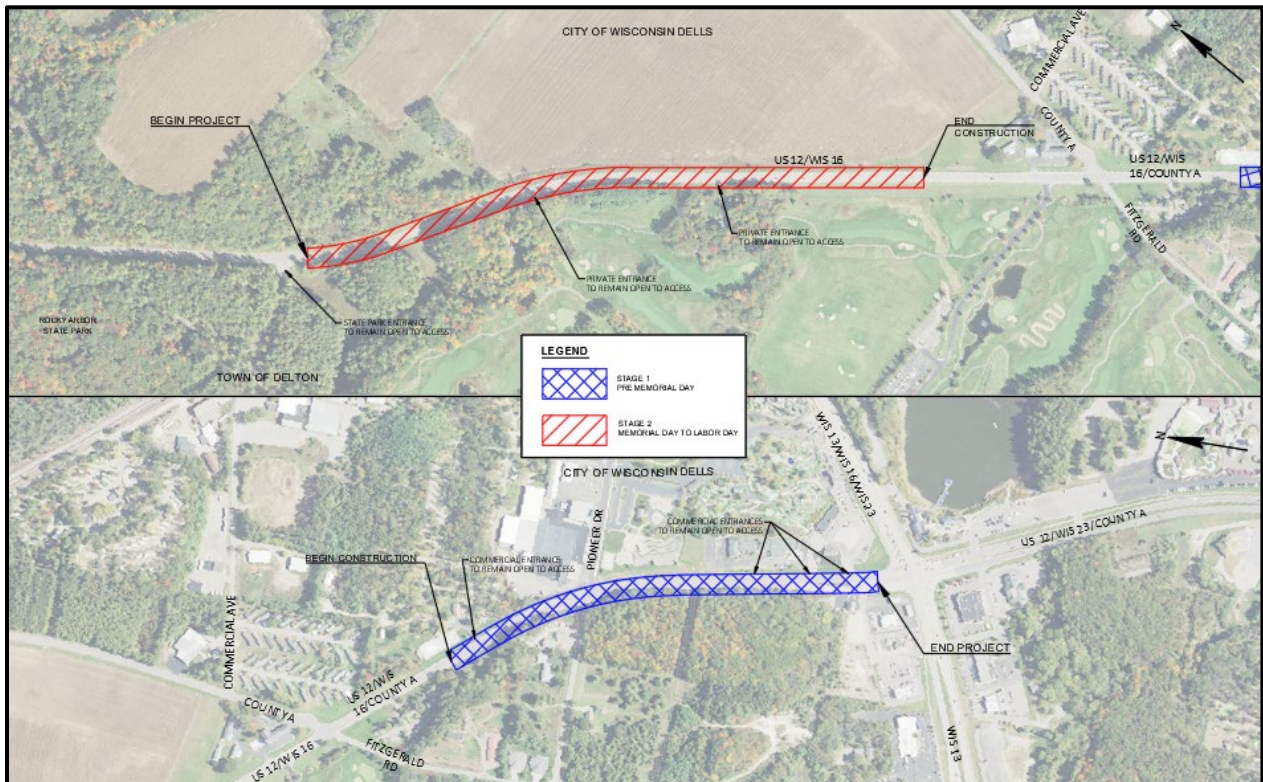 CITY OF WISCONSIN DELLS
N
COMMERCIAL AVE
COUNTY A
BEGIN PROJECT
END
CONSTRUCTION
US 12/WIS 16
US 12/WIS
16/COUNTY A
FITZGERALD
RD
PRIVATE ENTRANCE
TO REMAIN OPEN TO ACCESS
PRIVATE ENTRANCE
TO REMAIN OPEN TO ACCESS
ROCKY ARBOR
STATE PARK
STATE PARK ENTRANCE
TO REMAIN OPEN TO ACCESS
TOWN OF DELTON
LEGEND
STAGE 1
PRE MEMORIAL DAY
STAGE 2
MEMORIAL DAY TO LABOR DAY
CITY OF WISCONSIN DELLS
WIS 13/WIS 16/WIS 23
N
PIONEER DR
COMMERCIAL ENTRANCES
TO REMAIN OPEN TO ACCESS
US 12/WIS 23/COUNTY A
BEGIN CONSTRUCTION
COMMERCIAL ENTRANCE
TO REMAIN OPEN TO ACCESS
COMMERCIAL AVE
END PROJECT
US 12/WIS
16/COUNTY A
COUNTY A
US 12/WIS 16
FITZGERALD
RD
WIS 13